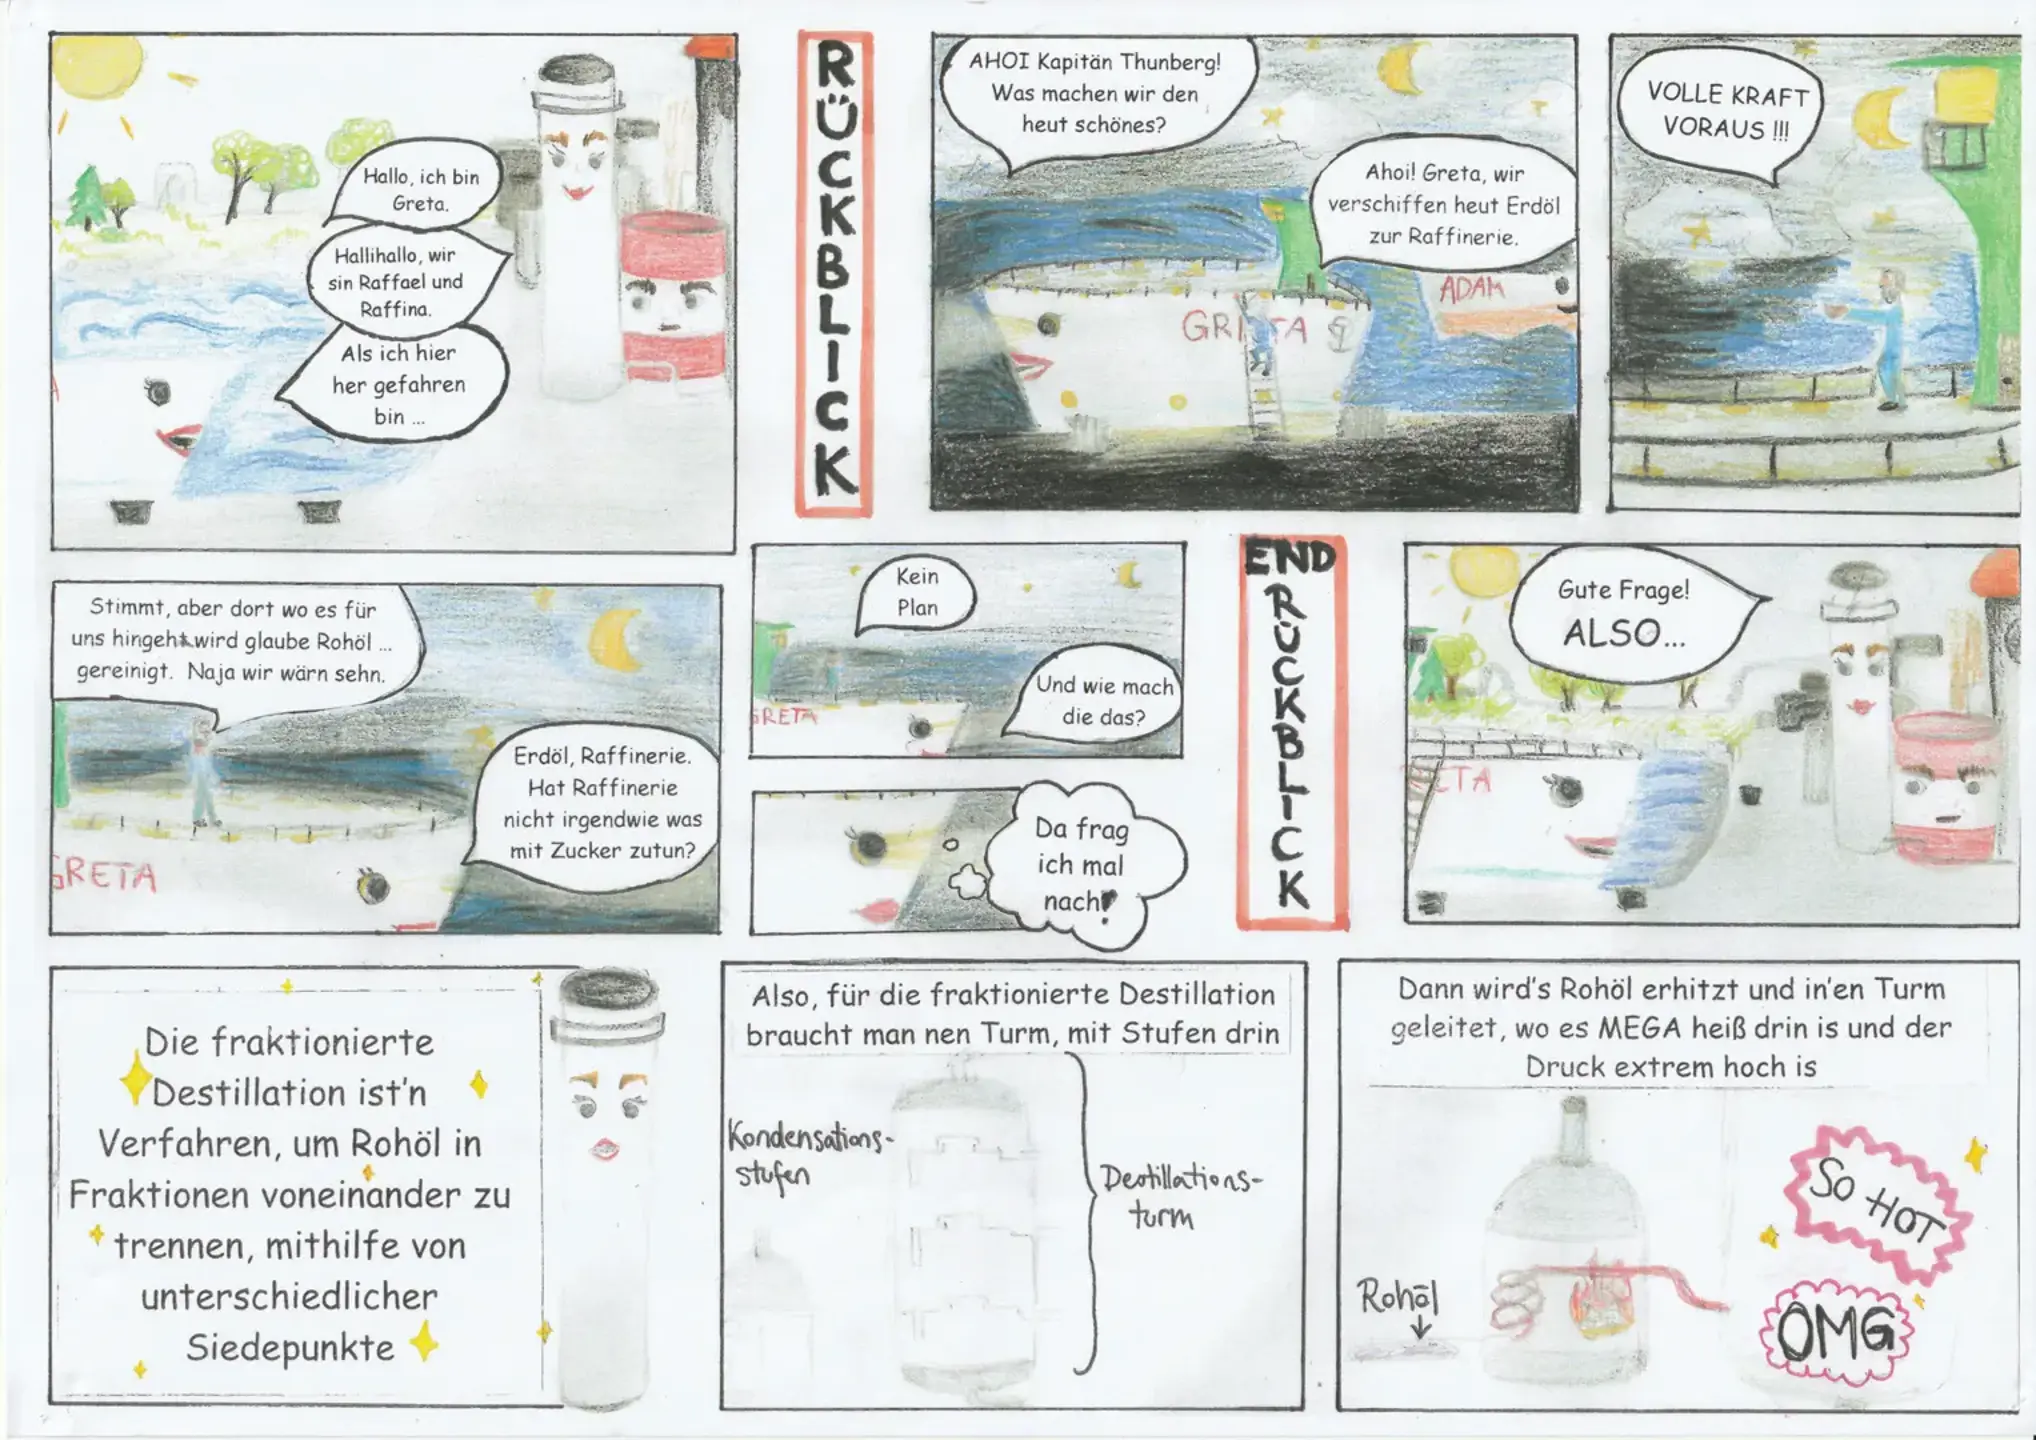 Hallo, ich bin
Greta.
Hallihallo, wir
sin Raffael und
Raffina.
Als ich hier
her gefahren
bin ...
RÜCKBLICK
AHOI Kapitän Thunberg!
Was machen wir den
heut schönes?
Ahoi! Greta, wir
verschiffen heut Erdöl
zur Raffinerie.
ADAM
GRETA
VOLLE KRAFT
VORAUS !!!
Stimmt, aber dort wo es für
uns hingeht wird glaube Rohöl ...
gereinigt. Naja wir wärn sehn.
Erdöl, Raffinerie.
Hat Raffinerie
nicht irgendwie was
mit Zucker zutun?
GRETA
Kein
Plan
Und wie mach
die das?
GRETA
Da frag
ich mal
nach!
END
RÜCKBLICK
Gute Frage!
ALSO...
ETA
Die fraktionierte
Destillation ist'n
Verfahren, um Rohöl in
Fraktionen voneinander zu
trennen, mithilfe von
unterschiedlicher
Siedepunkte
Also, für die fraktionierte Destillation
braucht man nen Turm, mit Stufen drin
Kondensations-
stufen
Destillations-
turm
Dann wird's Rohöl erhitzt und in'en Turm
geleitet, wo es MEGA heiß drin is und der
Druck extrem hoch is
Rohöl
SO HOT
OMG